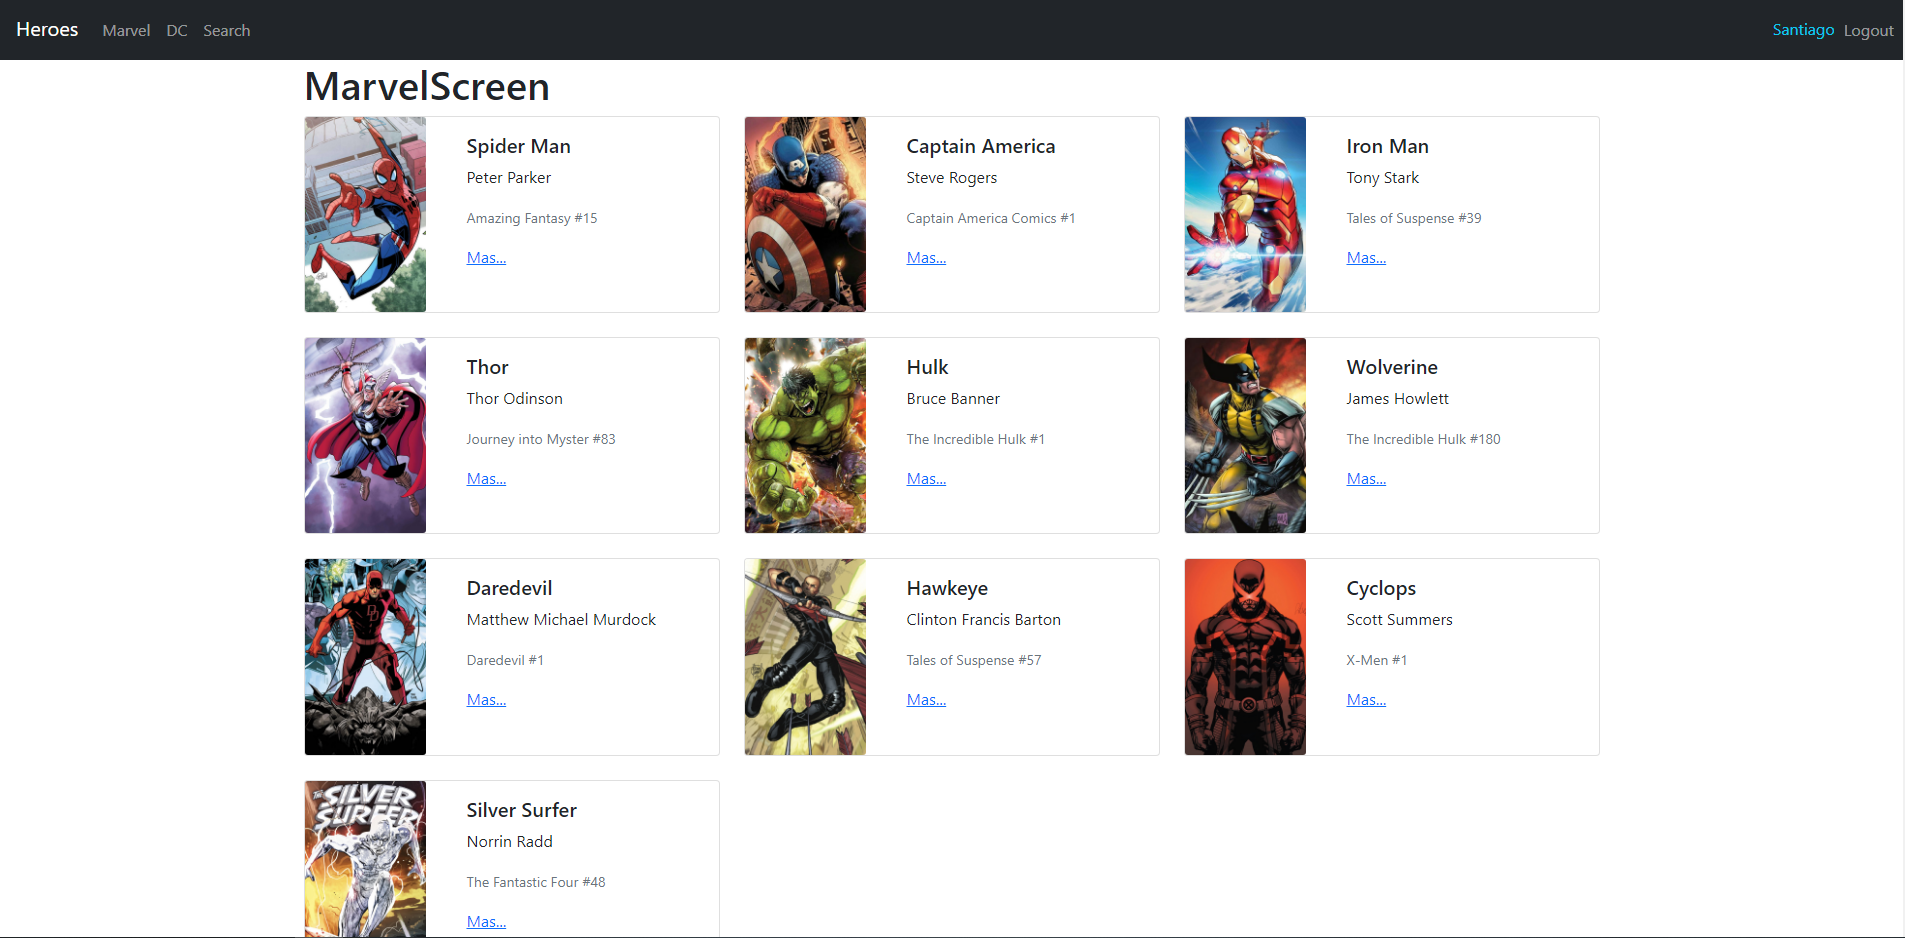 Heroes Marvel DC Search Santiago Logout
MarvelScreen
Spider Man
Peter Parker
Amazing Fantasy #15
Mas...
Captain America
Steve Rogers
Captain America Comics #1
Mas...
Iron Man
Tony Stark
Tales of Suspense #39
Mas...
Thor
Thor Odinson
Journey into Myster #83
Mas...
Hulk
Bruce Banner
The Incredible Hulk #1
Mas...
Wolverine
James Howlett
The Incredible Hulk #180
Mas...
DD
Daredevil
Matthew Michael Murdock
Daredevil #1
Mas...
Hawkeye
Clinton Francis Barton
Tales of Suspense #57
Mas...
Cyclops
Scott Summers
X-Men #1
Mas...
THE SILVER
SURFER
Silver Surfer
Norrin Radd
The Fantastic Four #48
Mas...